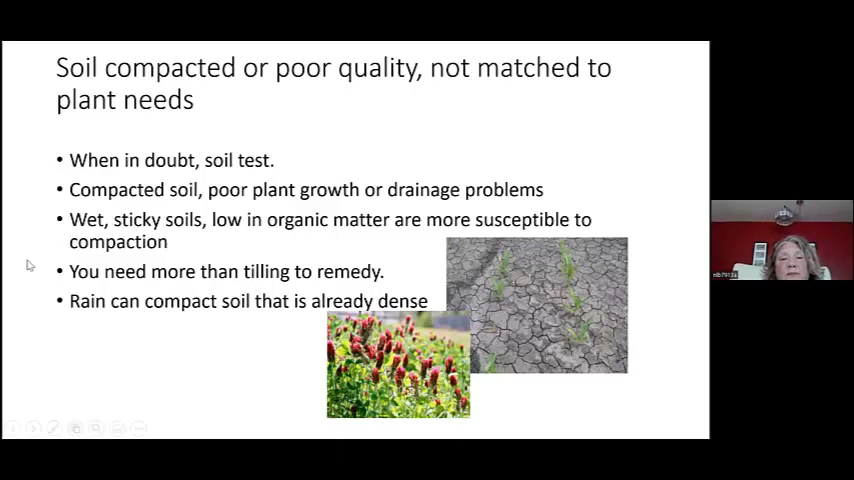 Soil compacted or poor quality, not matched to
plant needs
• When in doubt, soil test.
• Compacted soil, poor plant growth or drainage problems
• Wet, sticky soils, low in organic matter are more susceptible to
compaction
• You need more than tilling to remedy.
• Rain can compact soil that is already dense